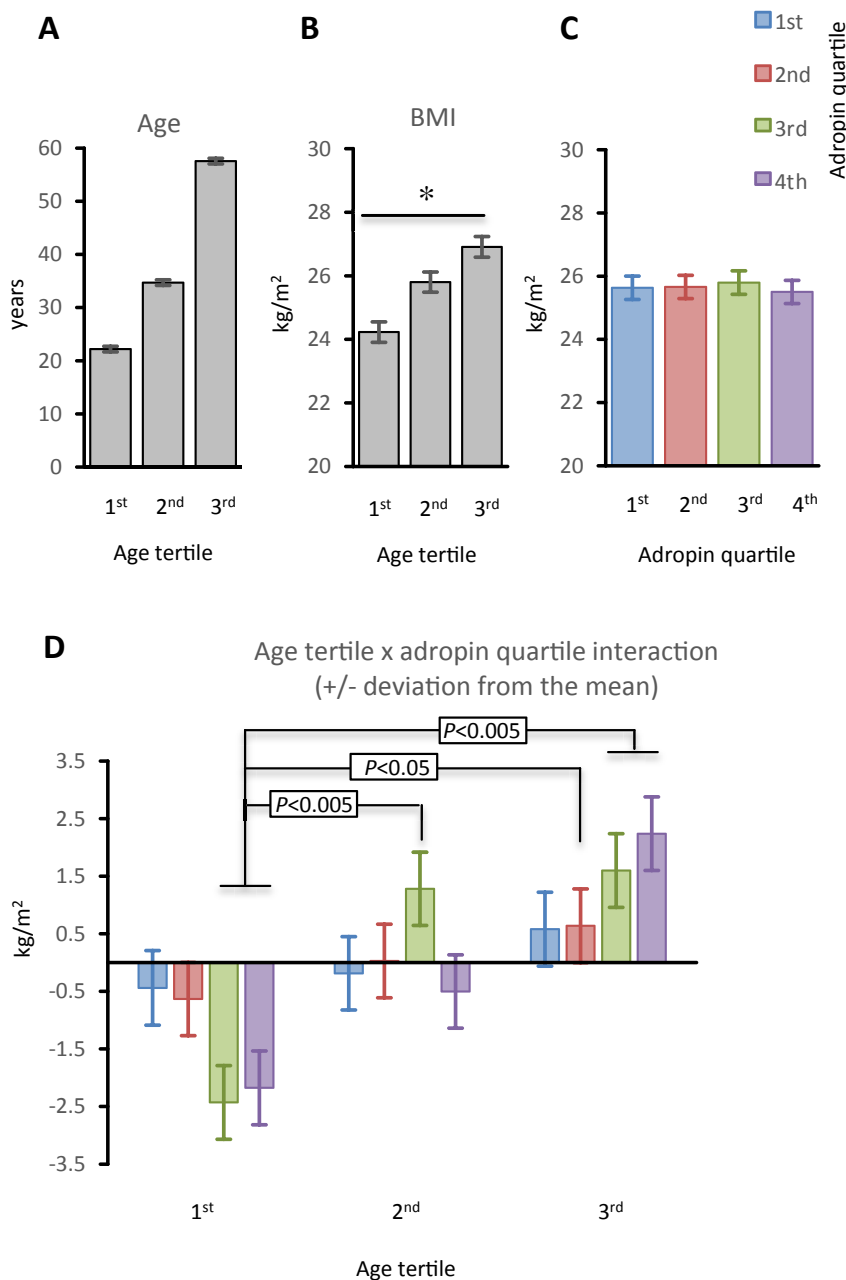 A
Age
60
50
40
30
20
10
0
years
1st 2nd 3rd
Age tertile
B
BMI
30
28
26
24
22
20
kg/m²
*
1st 2nd 3rd
Age tertile
C
1st
2nd
3rd
4th
Adropin quartile
30
28
26
24
22
20
kg/m²
1st 2nd 3rd 4th
Adropin quartile
D
Age tertile x adropin quartile interaction
(+/- deviation from the mean)
P<0.005
P<0.05
P<0.005
3.5
2.5
1.5
0.5
-0.5
-1.5
-2.5
-3.5
kg/m²
1st 2nd 3rd
Age tertile